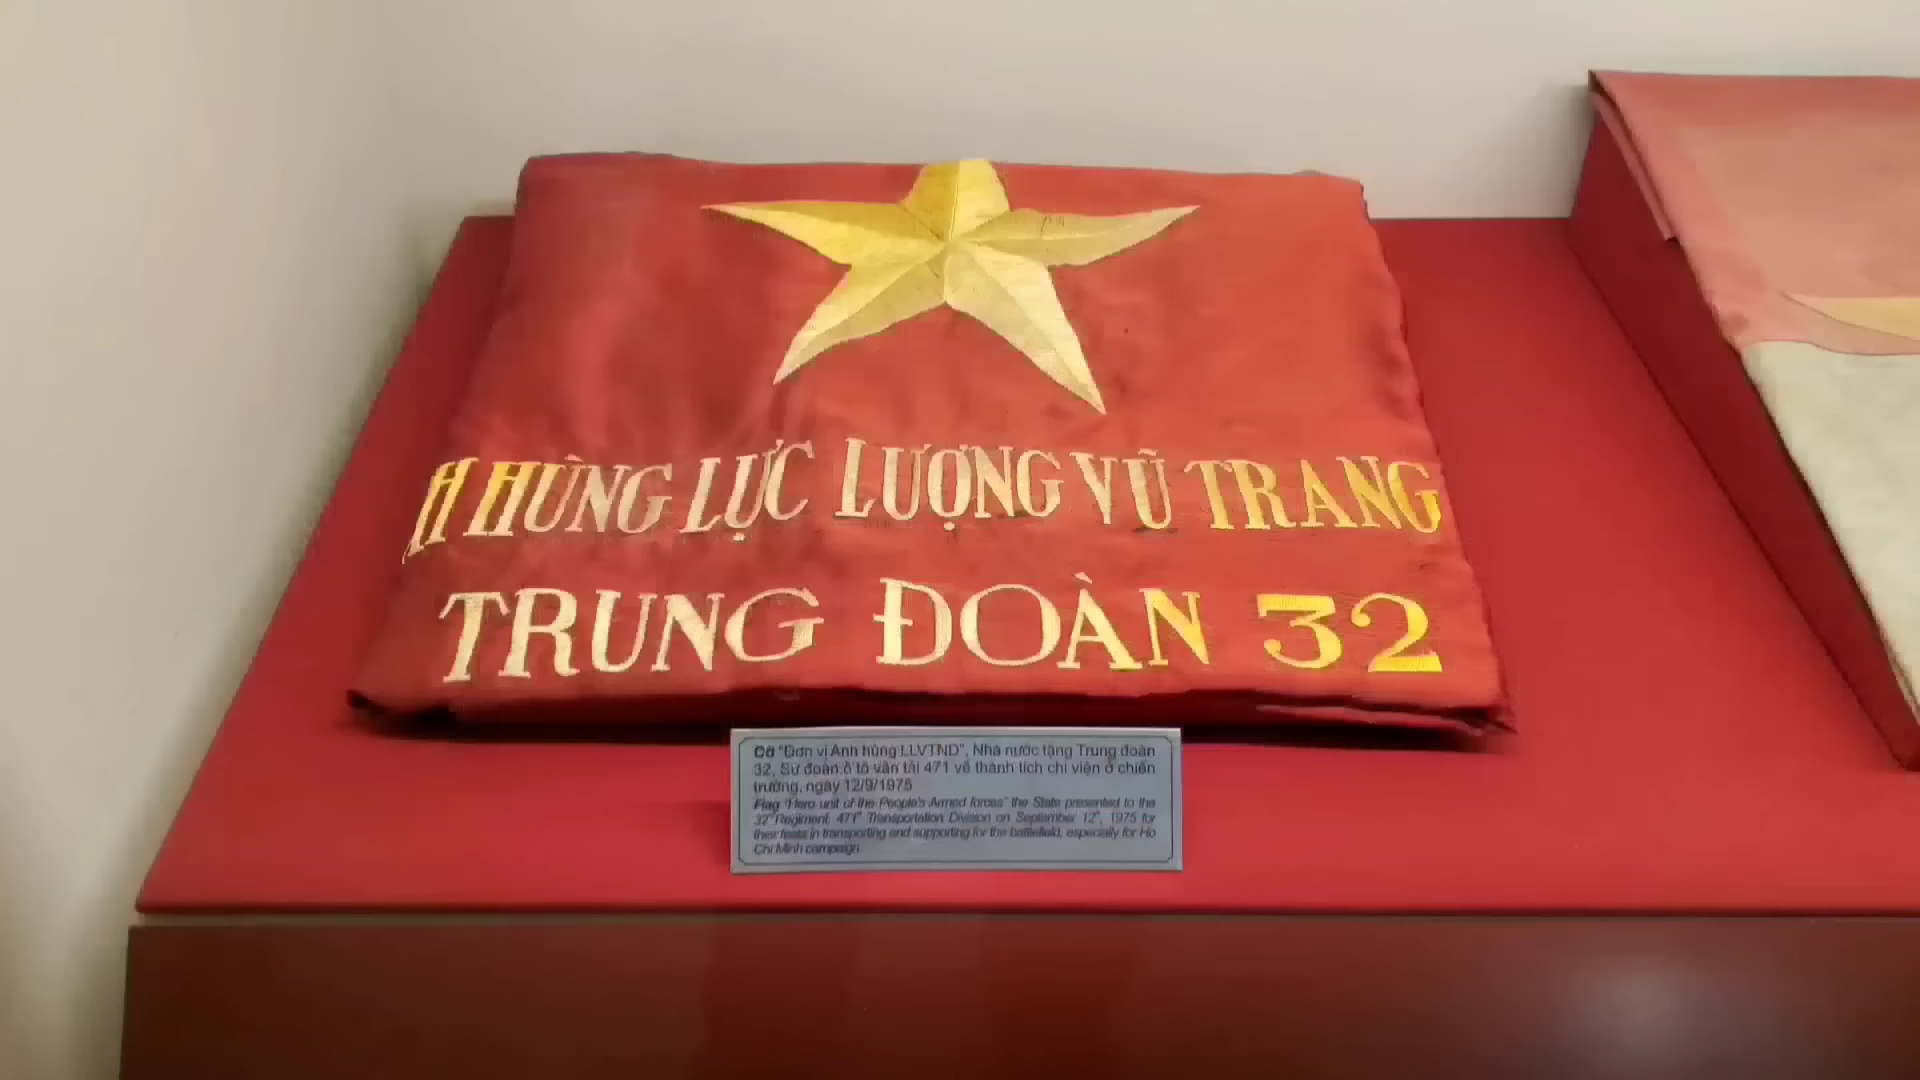 H HÙNG LỰC LƯỢNG VŨ TRANG
TRUNG ĐOÀN 32
Cờ "Đơn vị Anh hùng LLVTND", Nhà nước tặng Trung đoàn
32, Sư đoàn ô tô vận tải 471 về thành tích chi viện ở chiến
trường, ngày 12/9/1975
Flag "Hero unit of the People's Armed forces" the State presented to the
32nd Regiment, 471st Transportation Division on September 12th, 1975 for
their feats in transporting and supporting for the battlefield, especially for Ho
Chi Minh campaign